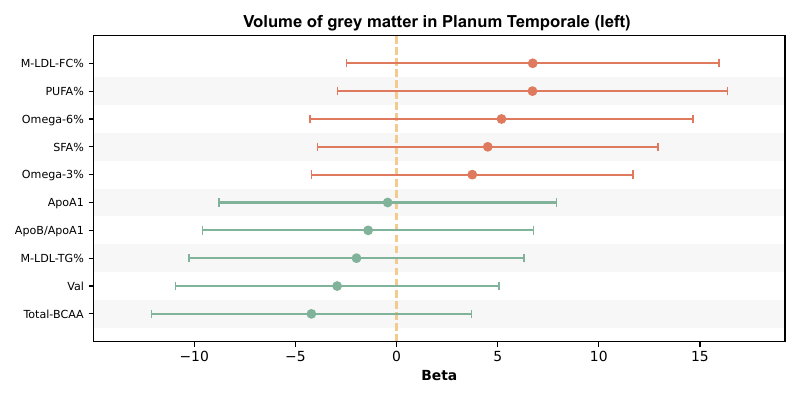 Volume of grey matter in Planum Temporale (left)
M-LDL-FC%
PUFA%
Omega-6%
SFA%
Omega-3%
ApoA1
ApoB/ApoA1
M-LDL-TG%
Val
Total-BCAA
−10 −5 0 5 10 15
Beta